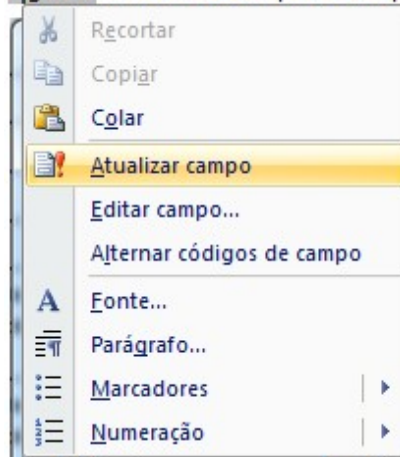 Recortar
Copiar
Colar
Atualizar campo
Editar campo...
Alternar códigos de campo
Fonte...
Parágrafo...
Marcadores
Numeração